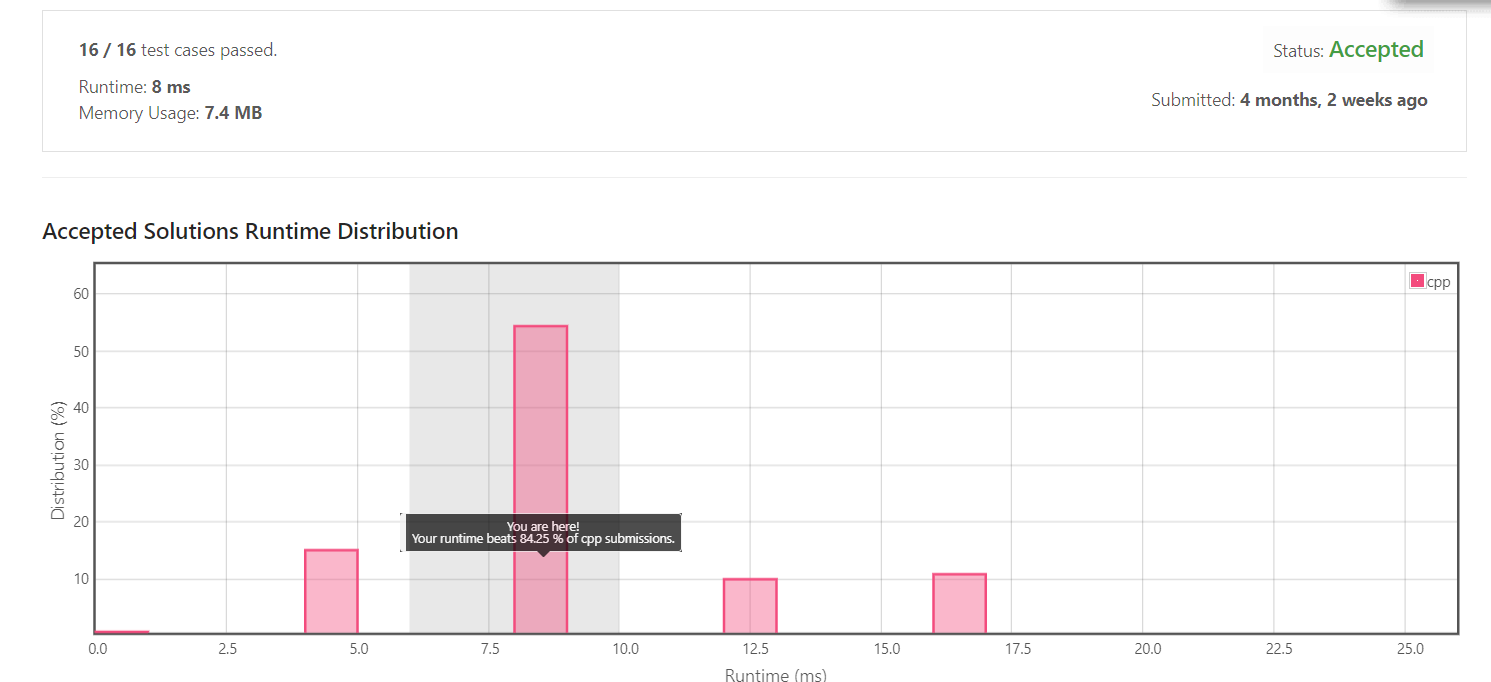 16 / 16 test cases passed.
Status: Accepted
Runtime: 8 ms
Memory Usage: 7.4 MB
Submitted: 4 months, 2 weeks ago
Accepted Solutions Runtime Distribution
cpp
60
50
40
30
20
10
Distribution (%)
You are here!
Your runtime beats 84.25 % of cpp submissions.
0.0 2.5 5.0 7.5 10.0 12.5 15.0 17.5 20.0 22.5 25.0
Runtime (ms)